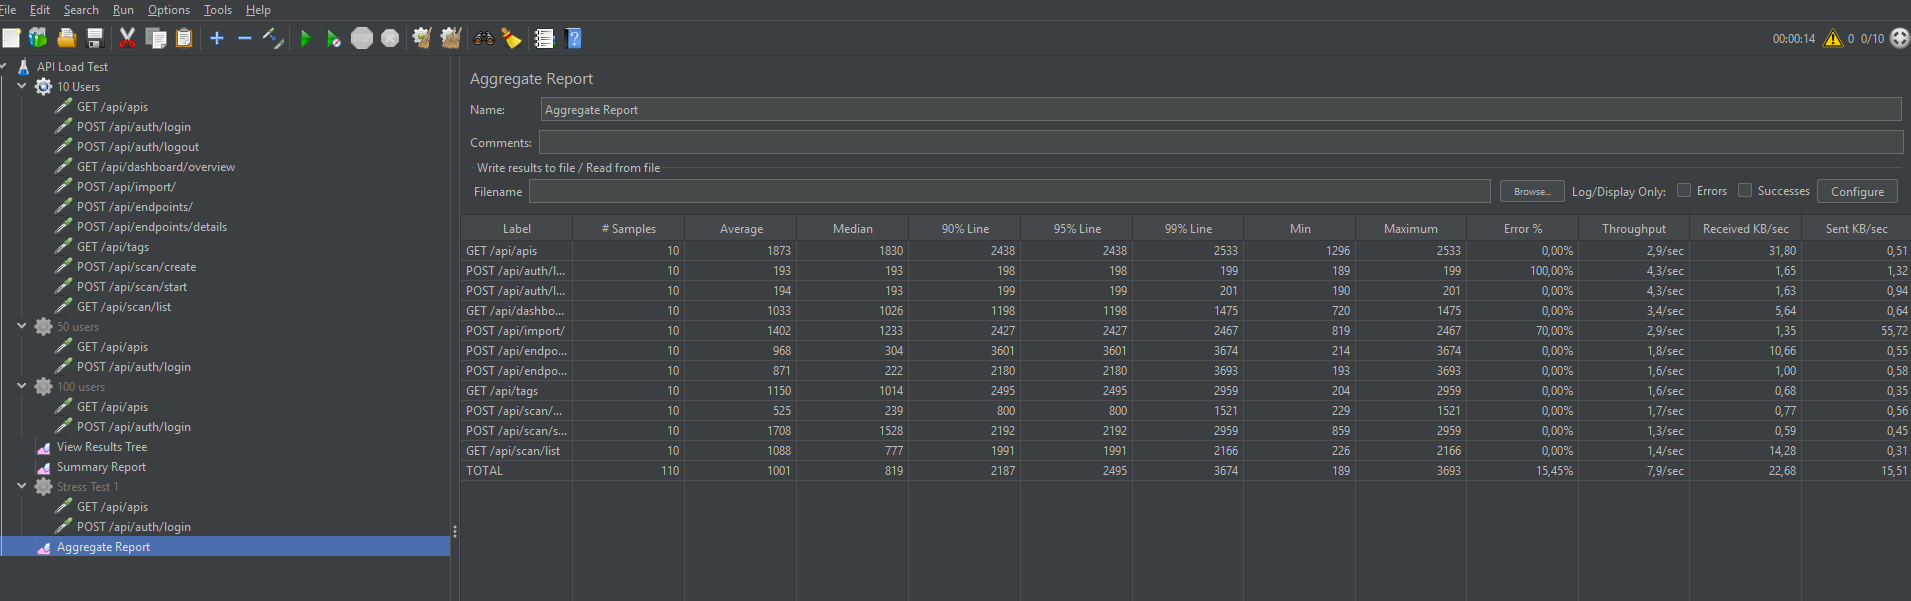 File Edit Search Run Options Tools Help
00:00:14 0 0/10
API Load Test
10 Users
GET /api/apis
POST /api/auth/login
POST /api/auth/logout
GET /api/dashboard/overview
POST /api/import/
POST /api/endpoints/
POST /api/endpoints/details
GET /api/tags
POST /api/scan/create
POST /api/scan/start
GET /api/scan/list
50 users
GET /api/apis
POST /api/auth/login
100 users
GET /api/apis
POST /api/auth/login
View Results Tree
Summary Report
Stress Test 1
GET /api/apis
POST /api/auth/login
Aggregate Report
Aggregate Report
Name: Aggregate Report
Comments:
Write results to file / Read from file
Filename Browse... Log/Display Only: Errors Successes Configure
Label # Samples Average Median 90% Line 95% Line 99% Line Min Maximum Error % Throughput Received KB/sec Sent KB/sec
GET /api/apis 10 1873 1830 2438 2438 2533 1296 2533 0,00% 2,9/sec 31,80 0,51
POST /api/auth/l... 10 193 193 198 198 199 189 199 100,00% 4,3/sec 1,65 1,32
POST /api/auth/l... 10 194 193 199 199 201 190 201 0,00% 4,3/sec 1,63 0,94
GET /api/dashbo... 10 1033 1026 1198 1198 1475 720 1475 0,00% 3,4/sec 5,64 0,64
POST /api/import/ 10 1402 1233 2427 2427 2467 819 2467 70,00% 2,9/sec 1,35 55,72
POST /api/endpo... 10 968 304 3601 3601 3674 214 3674 0,00% 1,8/sec 10,66 0,55
POST /api/endpo... 10 871 222 2180 2180 3693 193 3693 0,00% 1,6/sec 1,00 0,58
GET /api/tags 10 1150 1014 2495 2495 2959 204 2959 0,00% 1,6/sec 0,68 0,35
POST /api/scan/... 10 525 239 800 800 1521 229 1521 0,00% 1,7/sec 0,77 0,56
POST /api/scan/s... 10 1708 1528 2192 2192 2959 859 2959 0,00% 1,3/sec 0,59 0,45
GET /api/scan/list 10 1088 777 1991 1991 2166 226 2166 0,00% 1,4/sec 14,28 0,31
TOTAL 110 1001 819 2187 2495 3674 189 3693 15,45% 7,9/sec 22,68 15,51